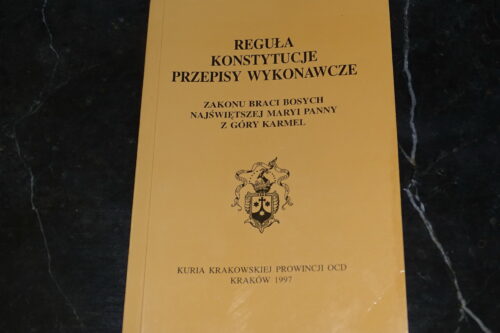 REGUŁA
KONSTYTUCJE
PRZEPISY WYKONAWCZE
ZAKONU BRACI BOSYCH
NAJŚWIĘTSZEJ MARYI PANNY
Z GÓRY KARMEL
KURIA KRAKOWSKIEJ PROWINCJI OCD
KRAKÓW 1997